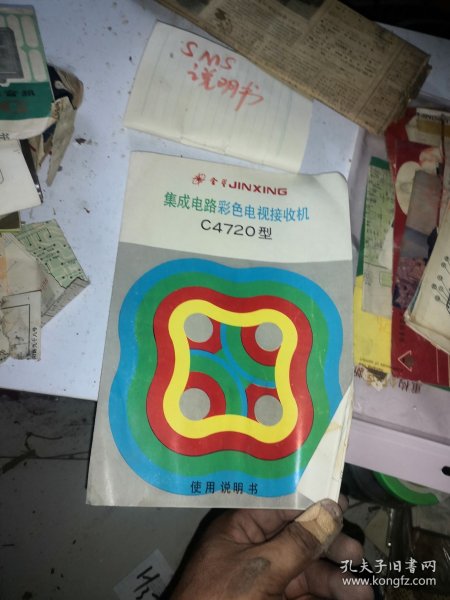 SMS
说明书
金星JINXING
集成电路彩色电视接收机
C4720型
使用说明书
孔夫子旧书网
www.kongfz.com